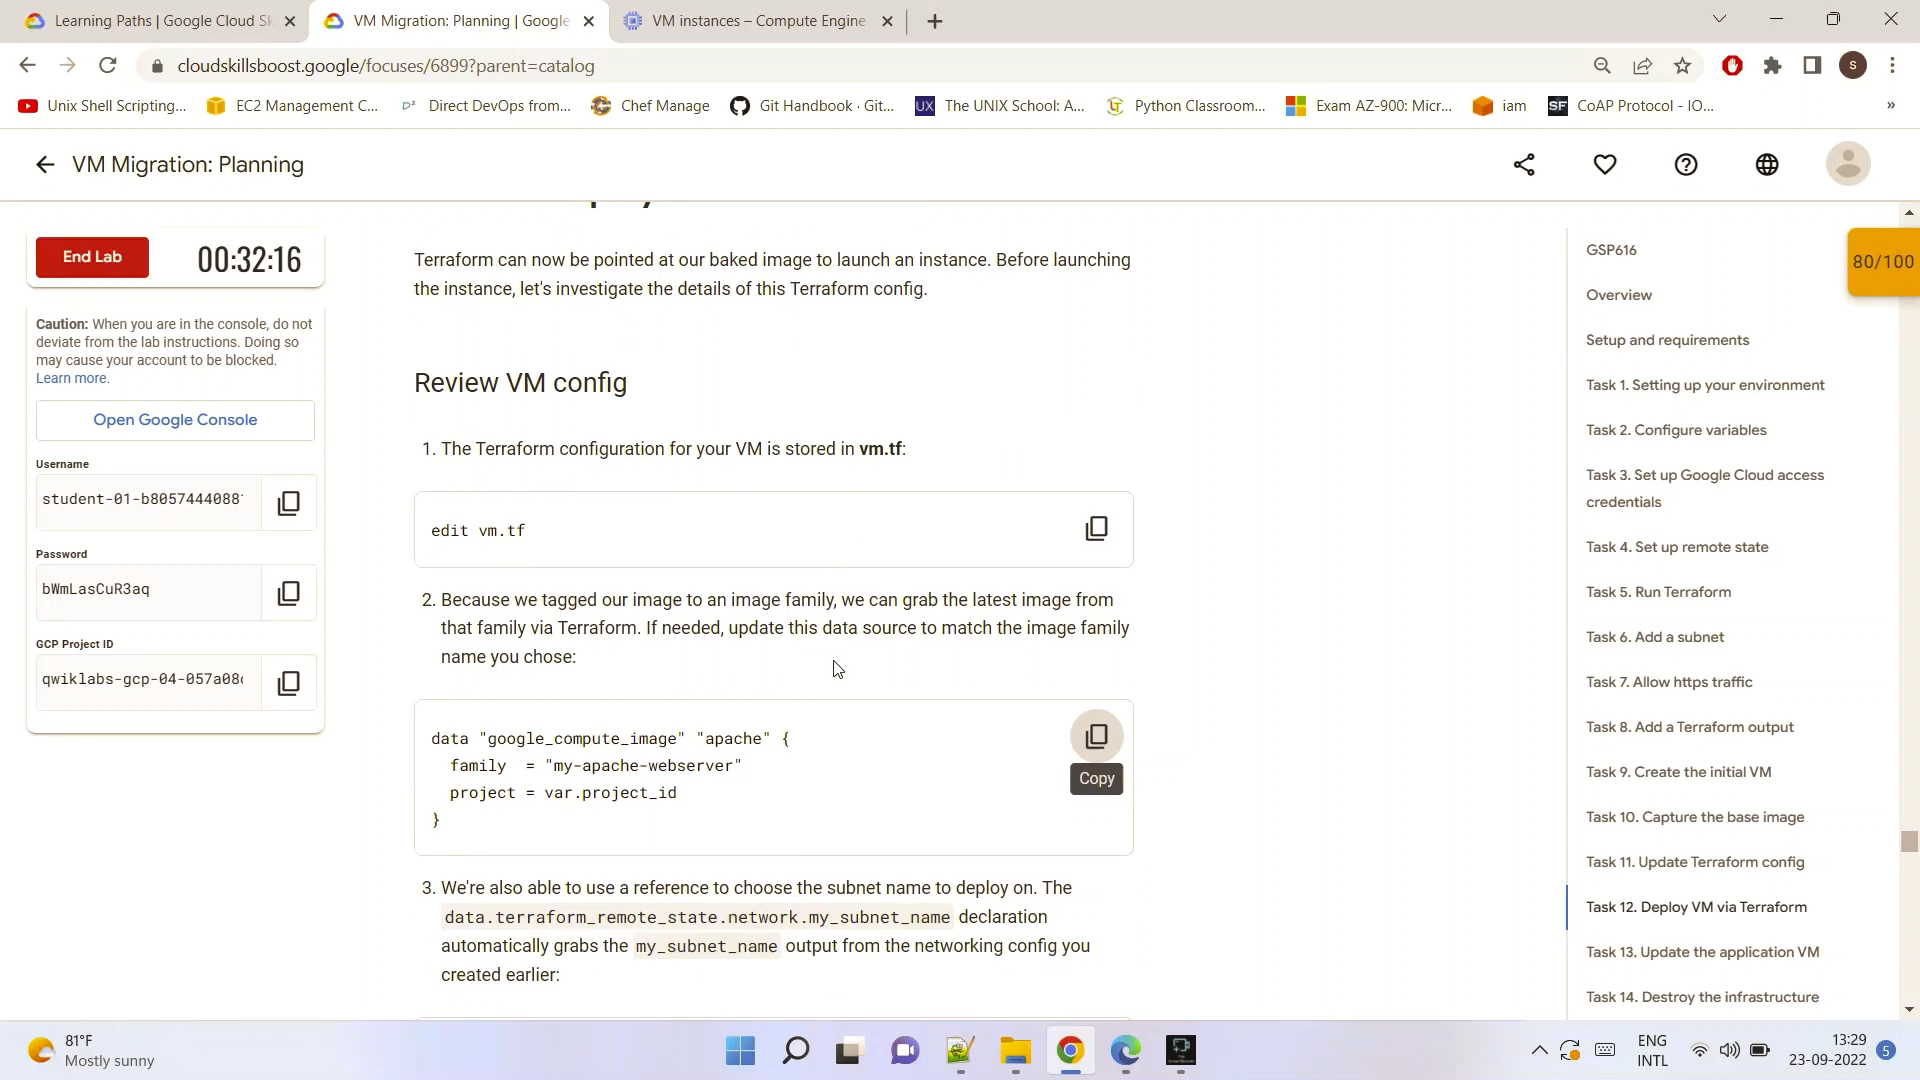 Learning Paths | Google Cloud Sk
VM Migration: Planning | Google
VM instances – Compute Engine
cloudskillsboost.google/focuses/6899?parent=catalog
S
Unix Shell Scripting...
EC2 Management C...
Direct DevOps from...
Chef Manage
Git Handbook · Git...
UX
The UNIX School: A...
Python Classroom...
Exam AZ-900: Micr...
iam
SF
CoAP Protocol - IO...
»
VM Migration: Planning
End Lab
00:32:16
Caution: When you are in the console, do not
deviate from the lab instructions. Doing so
may cause your account to be blocked.
Learn more.
Open Google Console
Username
student-01-b8057444088
Password
bWmLasCuR3aq
GCP Project ID
qwiklabs-gcp-04-057a08
Terraform can now be pointed at our baked image to launch an instance. Before launching
the instance, let's investigate the details of this Terraform config.
Review VM config
1. The Terraform configuration for your VM is stored in vm.tf:
edit vm.tf
2. Because we tagged our image to an image family, we can grab the latest image from
that family via Terraform. If needed, update this data source to match the image family
name you chose:
data "google_compute_image" "apache" {
family = "my-apache-webserver"
project = var.project_id
}
Copy
3. We're also able to use a reference to choose the subnet name to deploy on. The
data.terraform_remote_state.network.my_subnet_name declaration
automatically grabs the my_subnet_name output from the networking config you
created earlier:
GSP616
Overview
Setup and requirements
Task 1. Setting up your environment
Task 2. Configure variables
Task 3. Set up Google Cloud access
credentials
Task 4. Set up remote state
Task 5. Run Terraform
Task 6. Add a subnet
Task 7. Allow https traffic
Task 8. Add a Terraform output
Task 9. Create the initial VM
Task 10. Capture the base image
Task 11. Update Terraform config
Task 12. Deploy VM via Terraform
Task 13. Update the application VM
Task 14. Destroy the infrastructure
80/100
81°F
Mostly sunny
ENG
INTL
13:29
23-09-2022
5